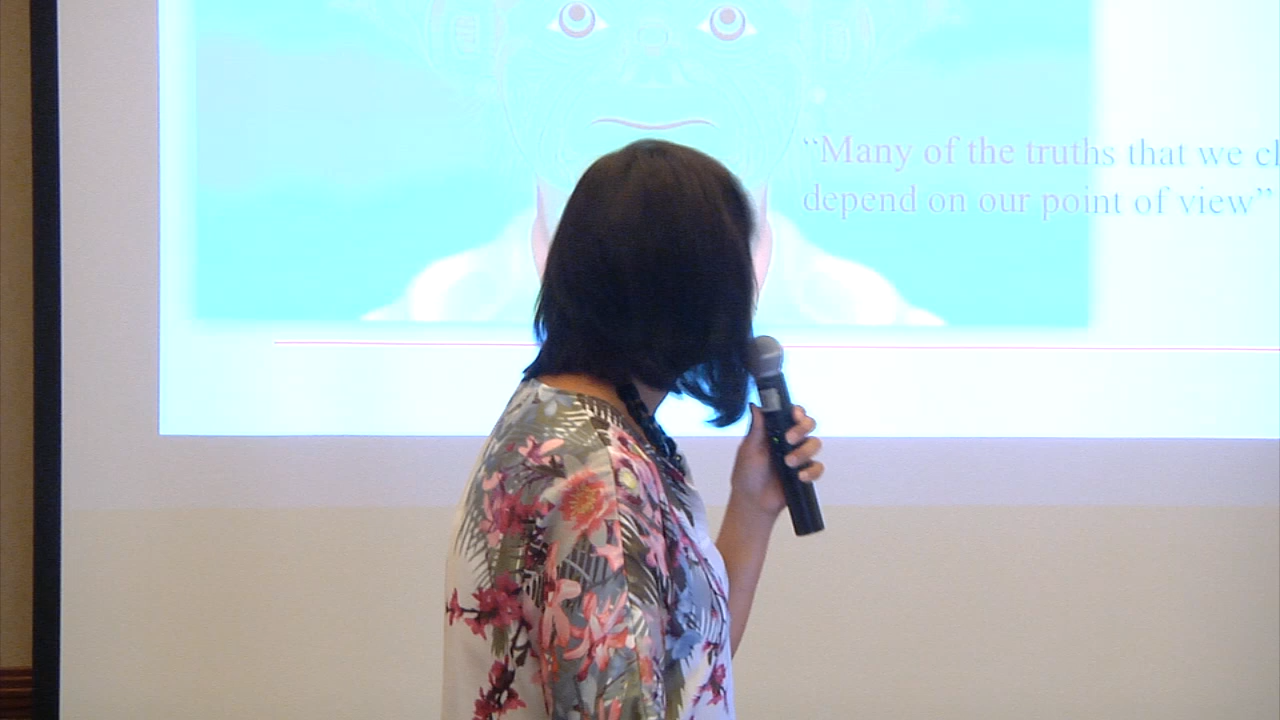 “Many of the truths that we
depend on our point of view”